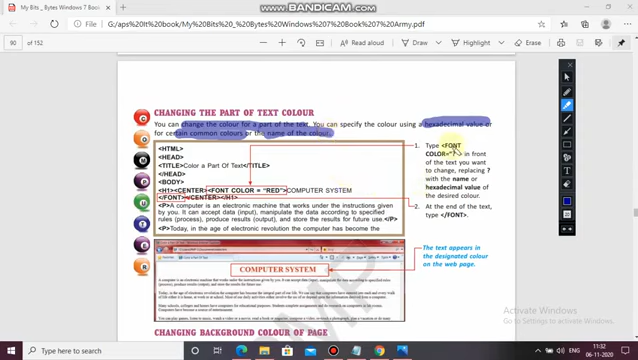 WWW.BANDICAM.COM
My%20Bits%20_%20Bytes%20Windows
G:/aps%20It%20book/My%20Bits%20_%20Bytes%20Windows%207%20Book%20Army.pdf
90 of 152
Read aloud
Draw
Highlight
Erase
CHANGING THE PART OF TEXT COLOUR
You can change the colour for a part of the text. You can specify the colour using a hexadecimal value or
for certain common colours or the name of the colour.
<HTML>
<HEAD>
<TITLE>Color a Part Of Text</TITLE>
</HEAD>
<BODY>
<H1><CENTER><FONT COLOR = "RED">COMPUTER SYSTEM
</FONT></CENTER></H1>
<P>A computer is an electronic machine that works under the instructions given
by you. It can accept data (input), manipulate the data according to specified
rules (process), produce results (output), and store the results for future use.</P>
<P>Today, in the age of electronic revolution the computer has become the
1. Type <FONT
COLOR="?"> in front
of the text you want
to change, replacing ?
with the name or
hexadecimal value of
the desired colour.
2. At the end of the text,
type </FONT>.
COMPUTER SYSTEM
The text appears
in the designated colour on
the web page.
CHANGING BACKGROUND COLOUR OF PAGE
Activate Windows
Go to Settings to activate Windows.
Type here to search
ENG
11:32
06-11-2020